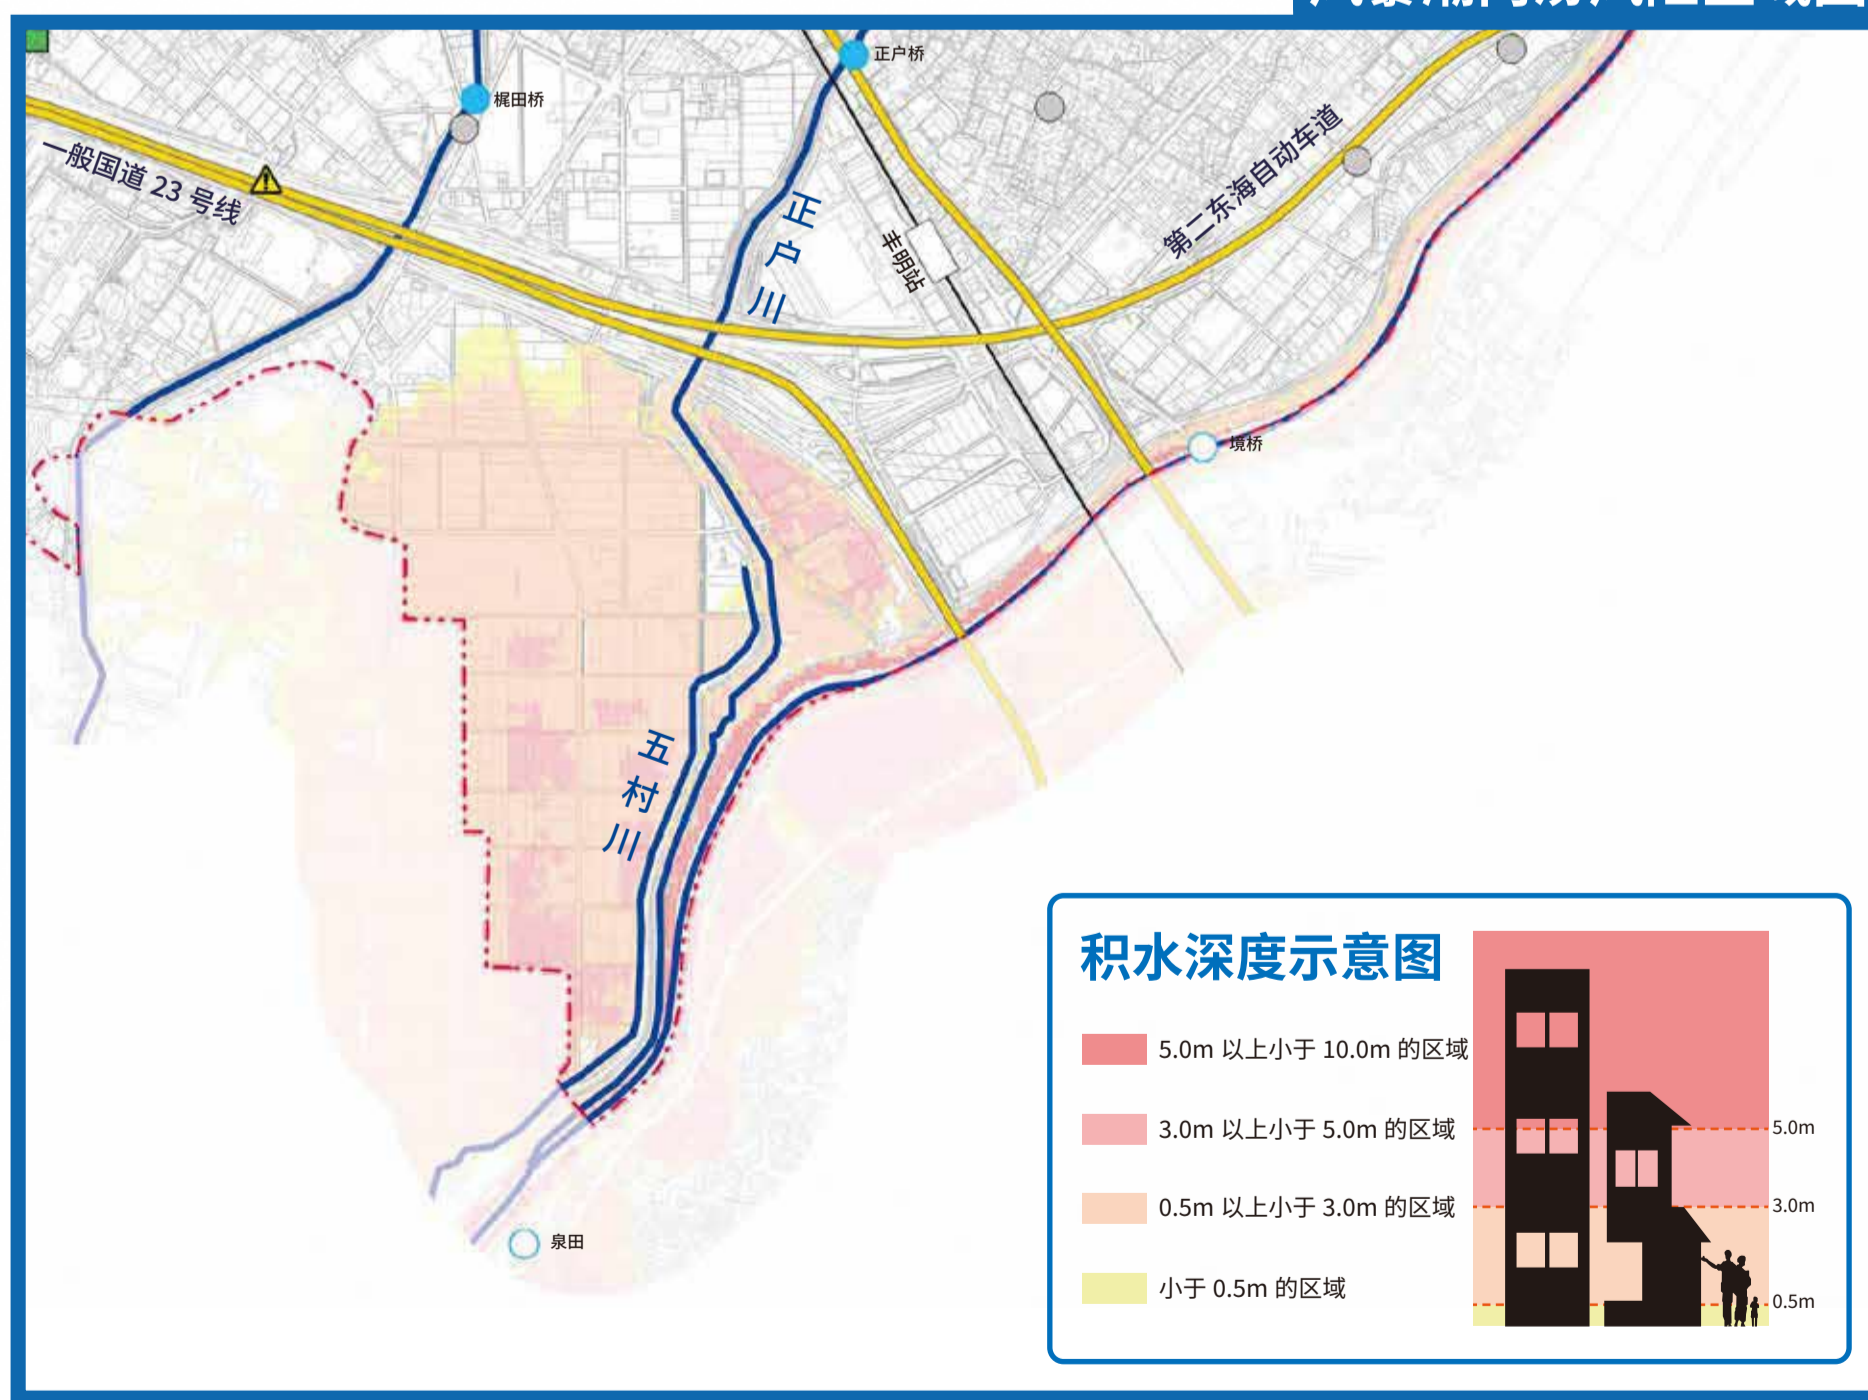 正户桥
梶田桥
一般国道 23 号线
第二东海自动车道
正户川
丰明站
境桥
五村川
泉田
积水深度示意图
5.0m 以上小于 10.0m 的区域
3.0m 以上小于 5.0m 的区域
0.5m 以上小于 3.0m 的区域
小于 0.5m 的区域
5.0m
3.0m
0.5m